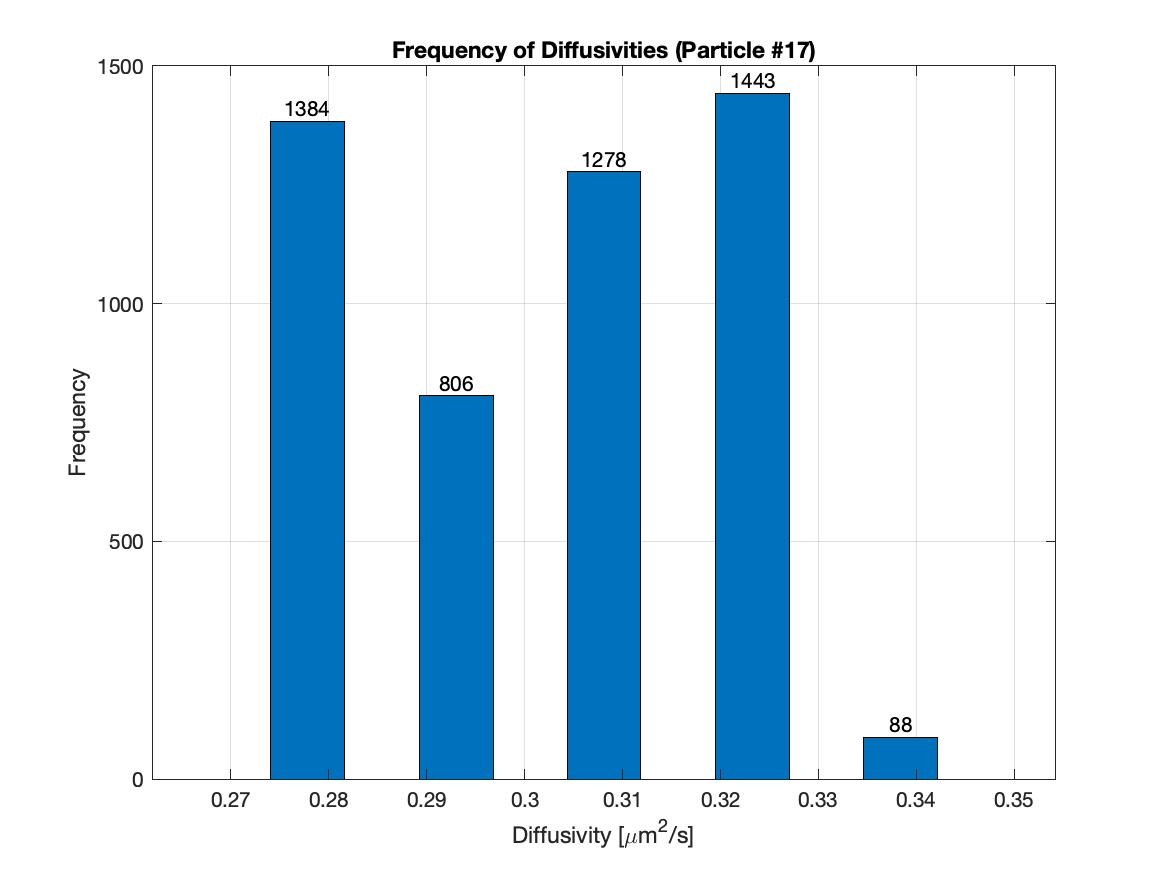 Frequency of Diffusivities (Particle #17)
1500
1000
500
0
Frequency
1384
806
1278
1443
88
0.27 0.28 0.29 0.3 0.31 0.32 0.33 0.34 0.35
Diffusivity [μm²/s]